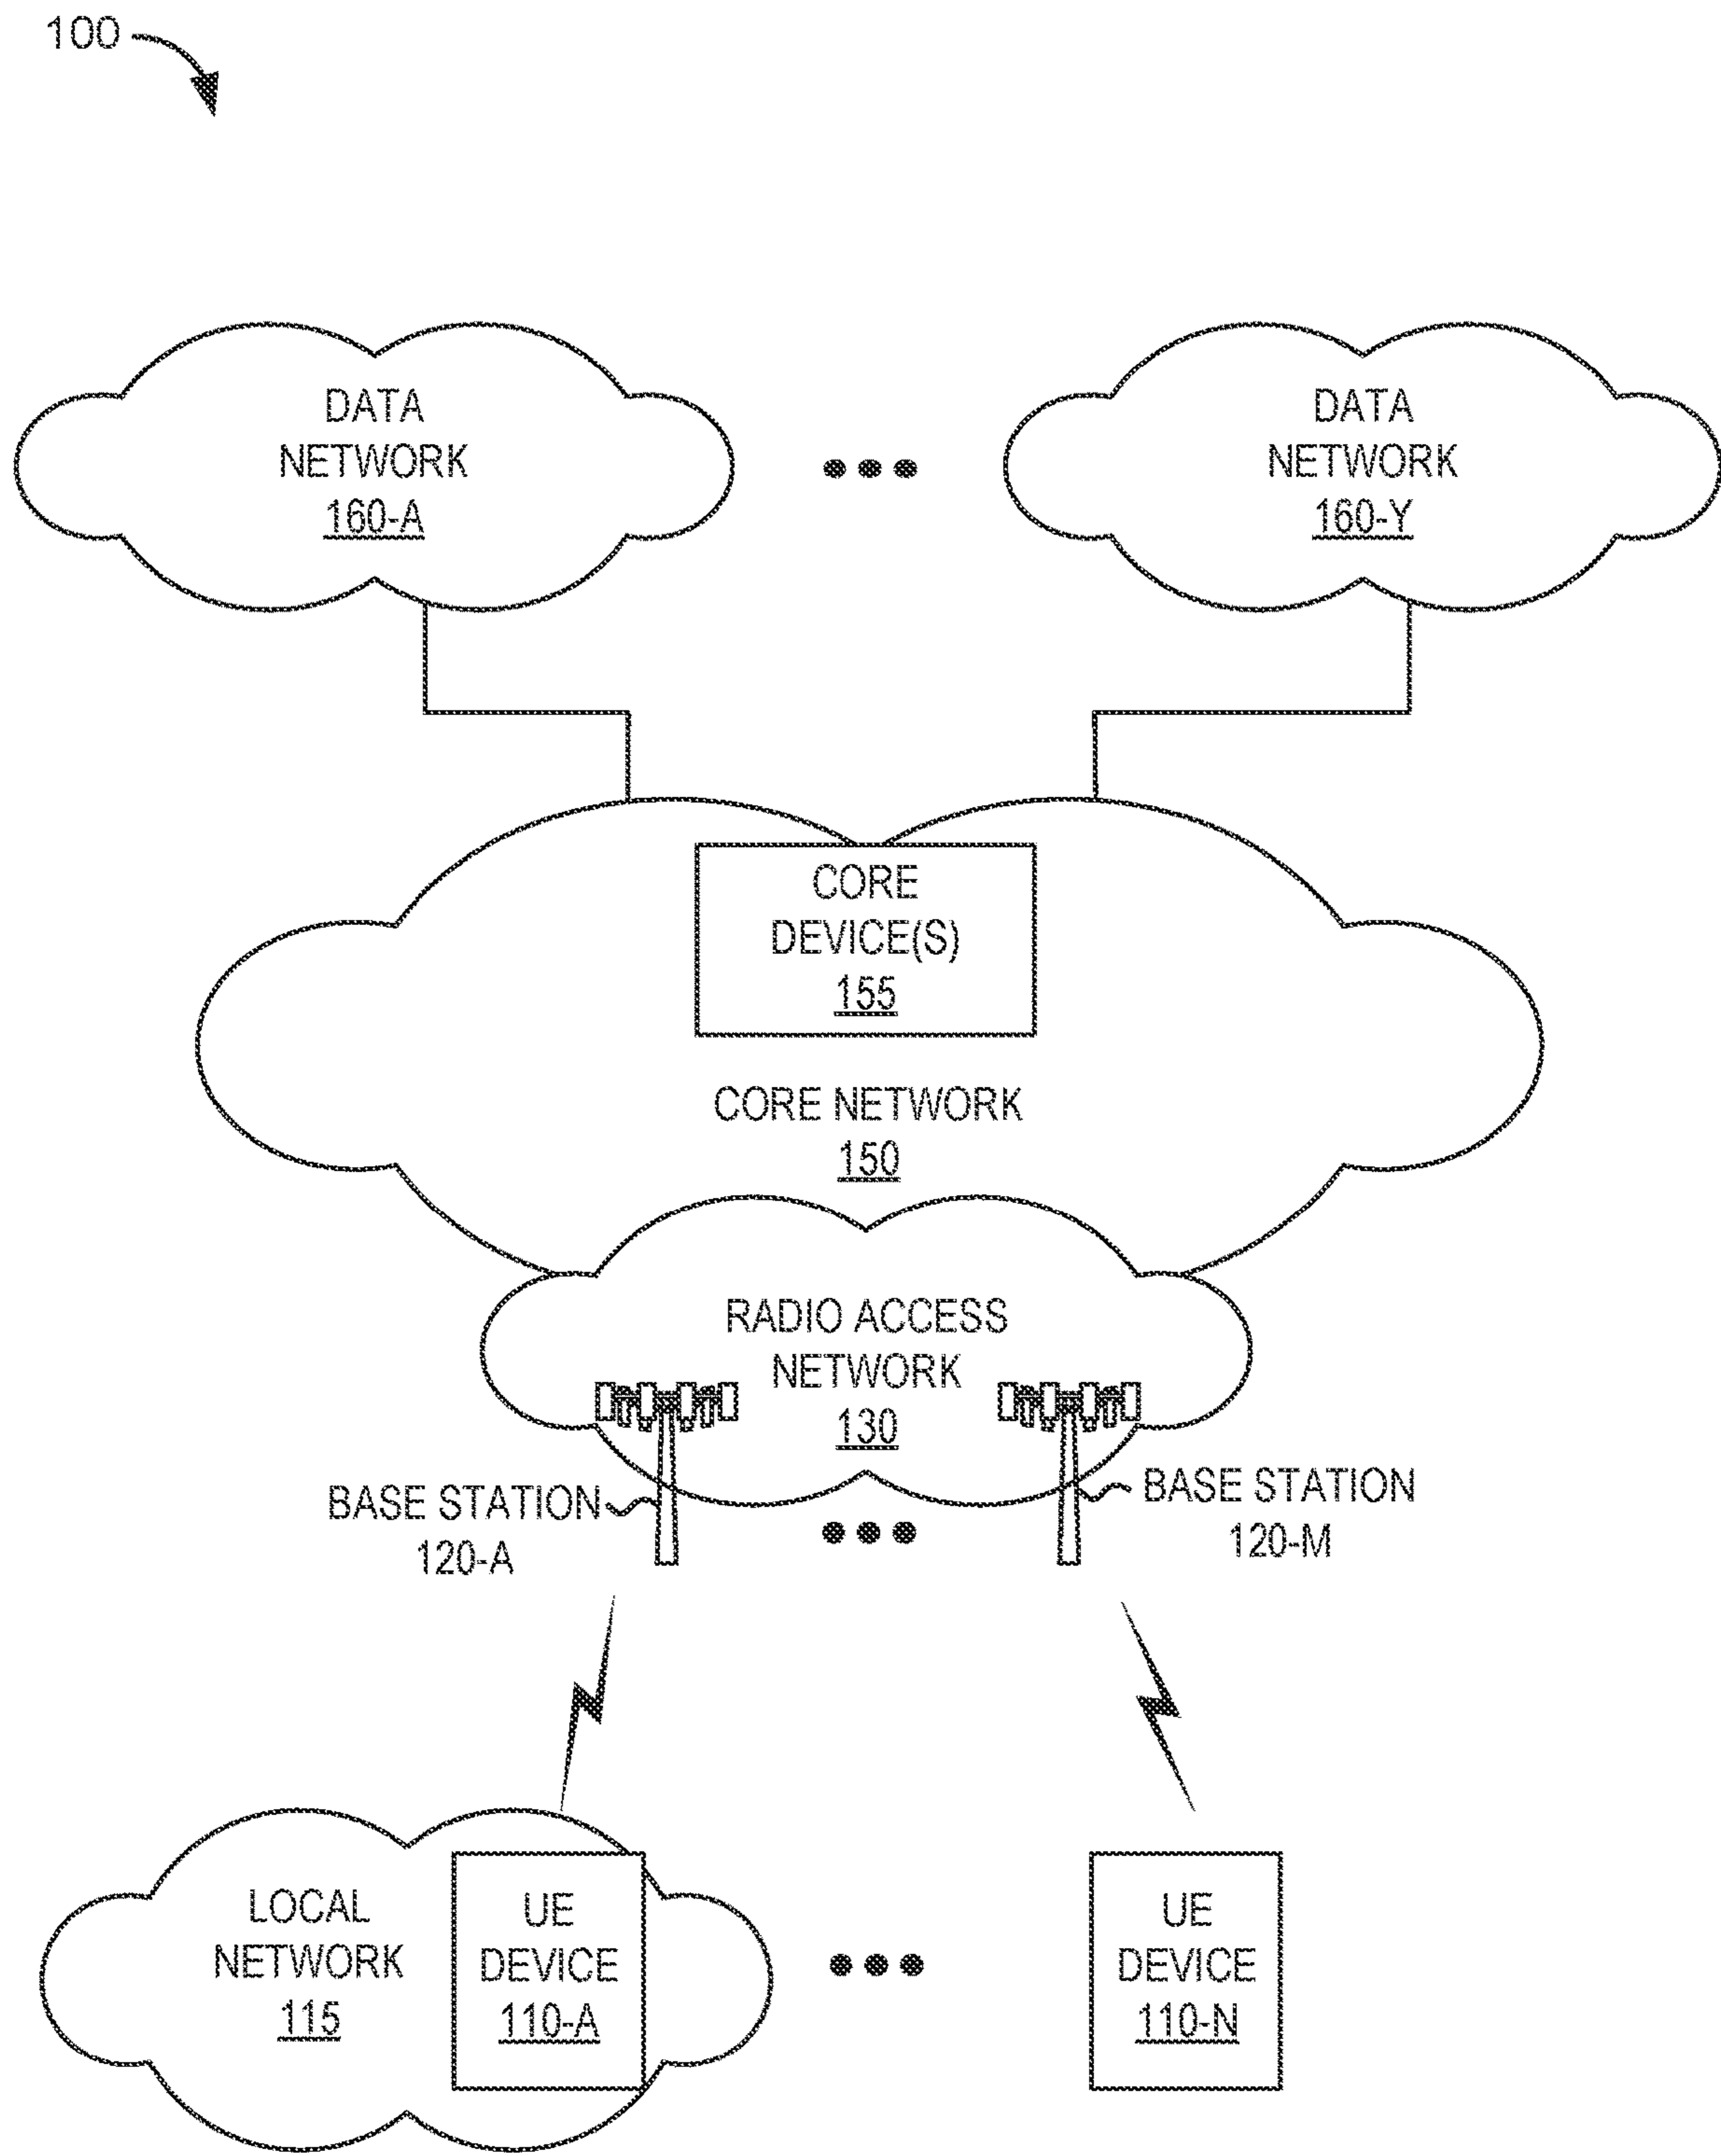 100
DATA
NETWORK
160-A
DATA
NETWORK
160-Y
CORE
DEVICE(S)
155
CORE NETWORK
150
RADIO ACCESS
NETWORK
130
BASE STATION
120-A
BASE STATION
120-M
LOCAL
NETWORK
115
UE
DEVICE
110-A
UE
DEVICE
110-N